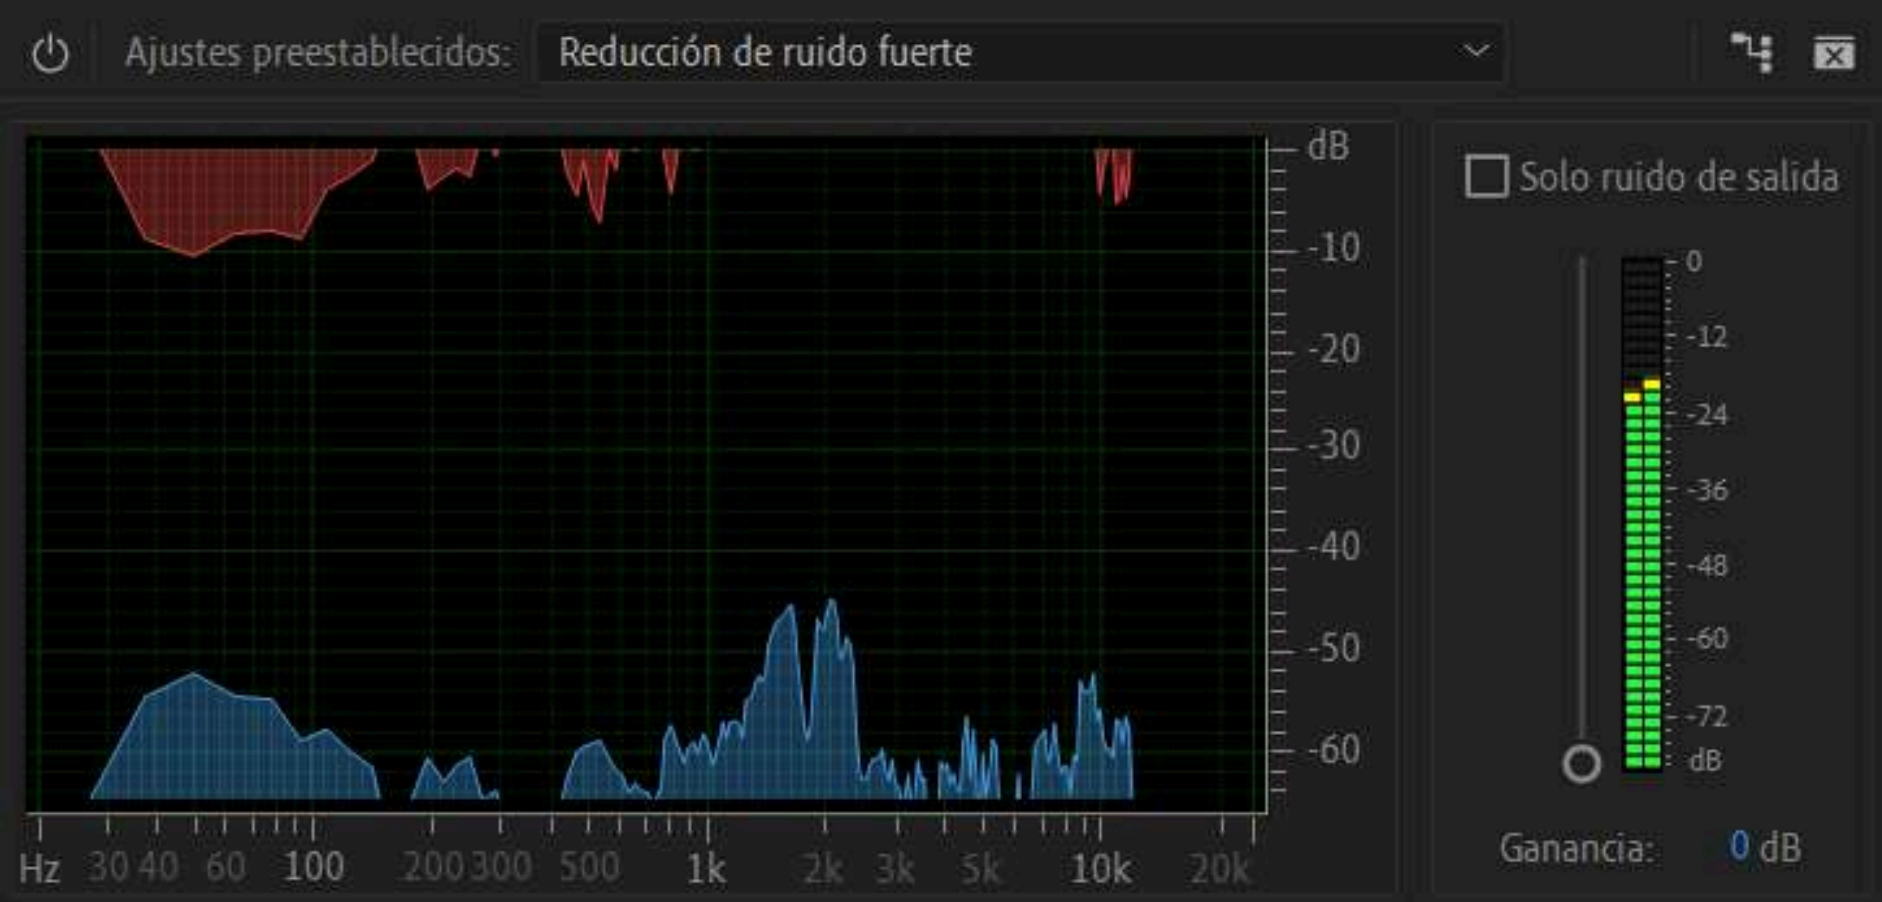 Ajustes preestablecidos: Reducción de ruido fuerte
dB
-10
-20
-30
-40
-50
-60
Hz 30 40 60 100 200 300 500 1k 2k 3k 5k 10k 20k
Solo ruido de salida
0
-12
-24
-36
-48
-60
-72
dB
Ganancia: 0 dB